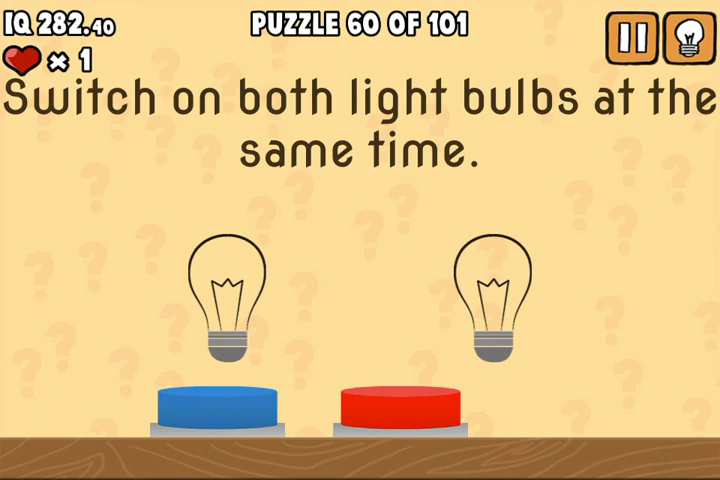 IQ 282.40
PUZZLE 60 OF 101
× 1
Switch on both light bulbs at the
same time.